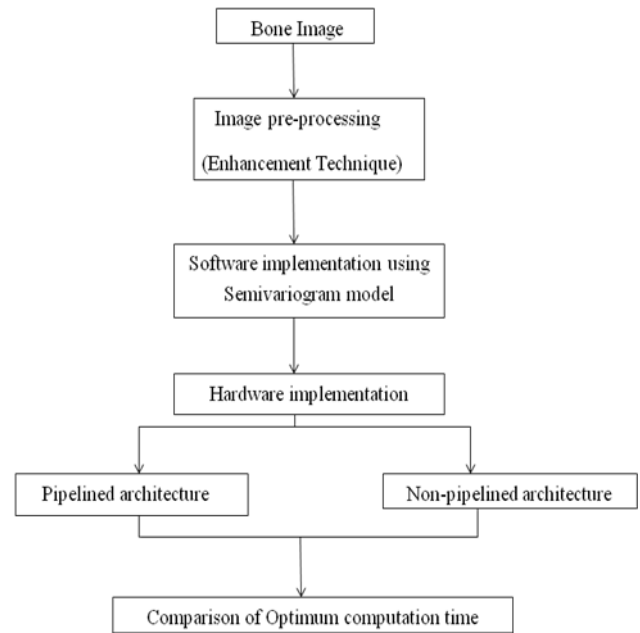 Bone Image
Image pre-processing
(Enhancement Technique)
Software implementation using
Semivariogram model
Hardware implementation
Pipelined architecture
Non-pipelined architecture
Comparison of Optimum computation time